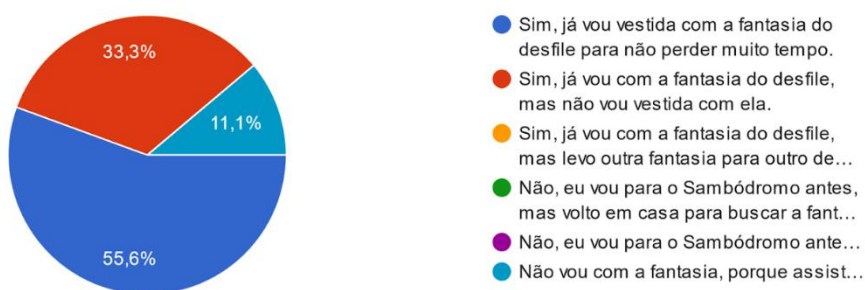 33,3%
11,1%
55,6%
Sim, já vou vestida com a fantasia do
desfile para não perder muito tempo.
Sim, já vou com a fantasia do desfile,
mas não vou vestida com ela.
Sim, já vou com a fantasia do desfile,
mas levo outra fantasia para outro de…
Não, eu vou para o Sambódromo antes,
mas volto em casa para buscar a fant…
Não, eu vou para o Sambódromo ante…
Não vou com a fantasia, porque assist…